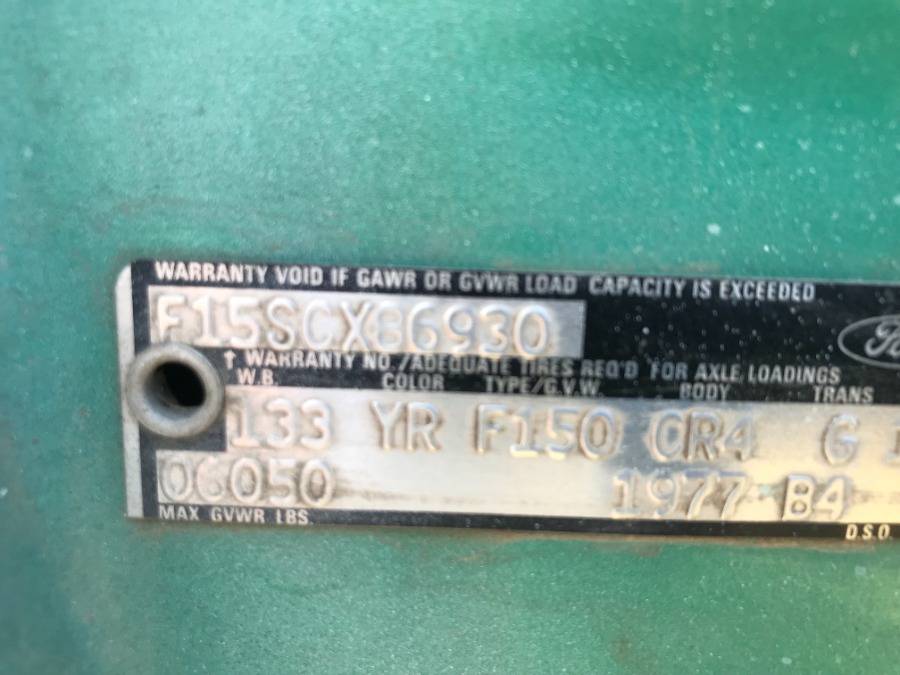 WARRANTY VOID IF GAWR OR GVWR LOAD CAPACITY IS EXCEEDED
F15SCX86930
↑ WARRANTY NO./ADEQUATE TIRES REQ'D FOR AXLE LOADINGS
W.B. COLOR TYPE/G.V.W. BODY TRANS
133 YR F150 CR4 G
06050 1977 B4
MAX GVWR LBS. D.S.O.